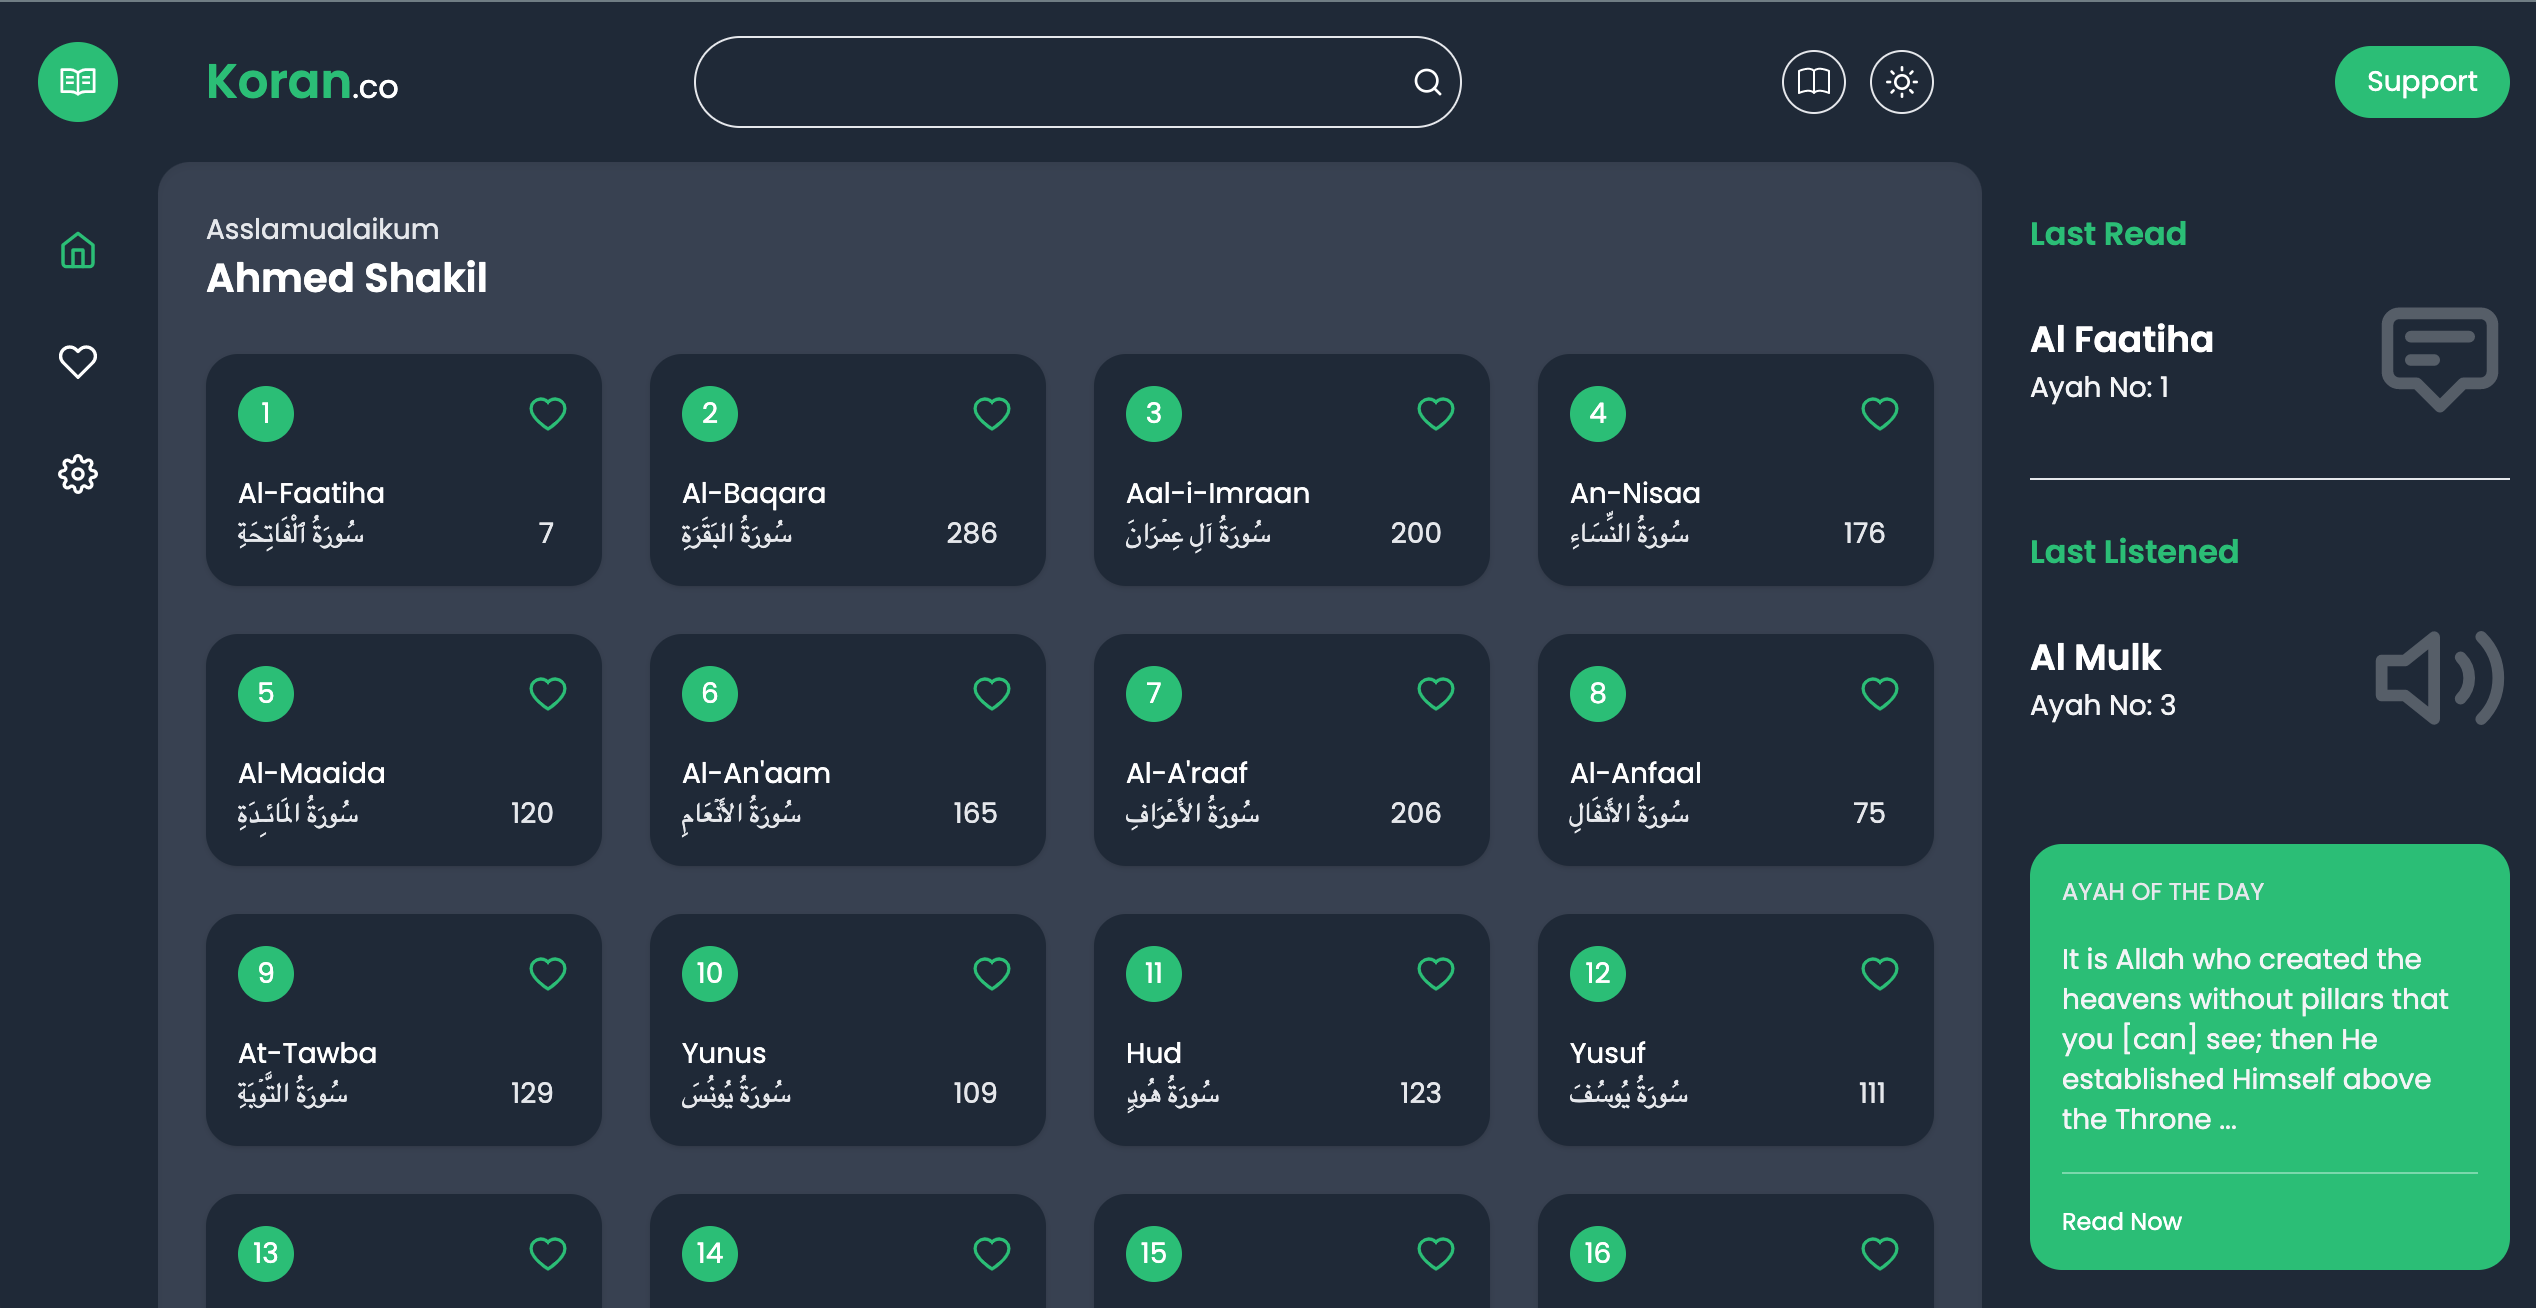 Koran.co
Support
Asslamualaikum
Ahmed Shakil
1
Al-Faatiha
سُورَةُ ٱلْفَاتِحَةِ
7
2
Al-Baqara
سُورَةُ البَقَرَةِ
286
3
Aal-i-Imraan
سُورَةُ آلِ عِمۡرَانَ
200
4
An-Nisaa
سُورَةُ النِّسَاءِ
176
5
Al-Maaida
سُورَةُ المَائـِدَةِ
120
6
Al-An'aam
سُورَةُ الأَنۡعَامِ
165
7
Al-A'raaf
سُورَةُ الأَعۡرَافِ
206
8
Al-Anfaal
سُورَةُ الأَنفَالِ
75
9
At-Tawba
سُورَةُ التَّوۡبَةِ
129
10
Yunus
سُورَةُ يُونُسَ
109
11
Hud
سُورَةُ هُودٍ
123
12
Yusuf
سُورَةُ يُوسُفَ
111
13
14
15
16
Last Read
Al Faatiha
Ayah No: 1
Last Listened
Al Mulk
Ayah No: 3
AYAH OF THE DAY
It is Allah who created the
heavens without pillars that
you [can] see; then He
established Himself above
the Throne ...
Read Now